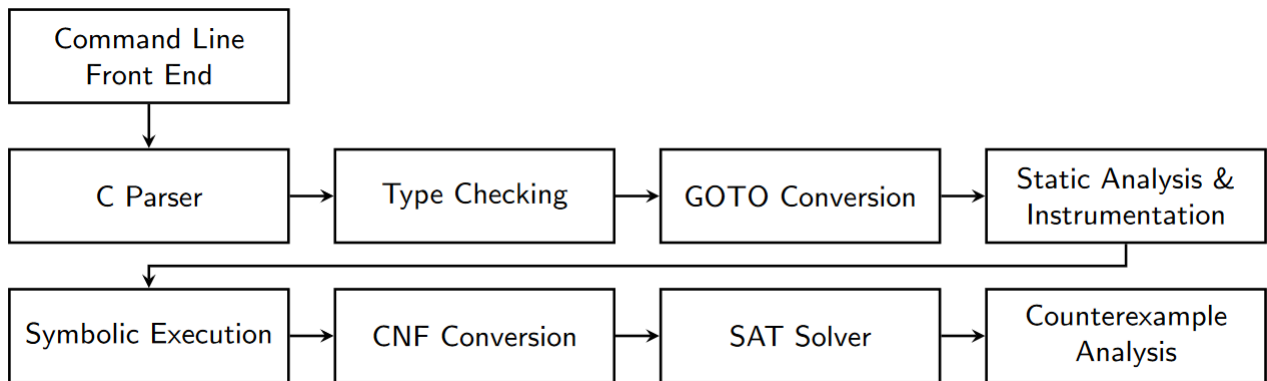 Command Line
Front End
C Parser
Type Checking
GOTO Conversion
Static Analysis &
Instrumentation
Symbolic Execution
CNF Conversion
SAT Solver
Counterexample
Analysis